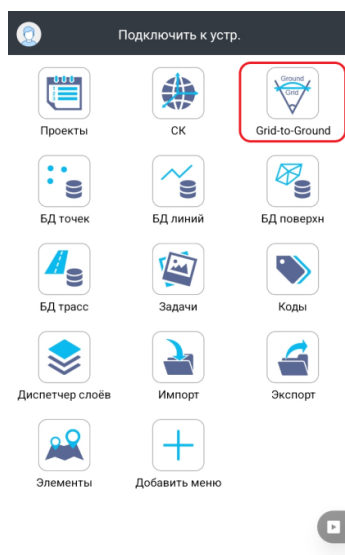 Подключить к устр.
Ground
Grid
Проекты
СК
Grid-to-Ground
БД точек
БД линий
БД поверхн
БД трасс
Задачи
Коды
Диспетчер слоёв
Импорт
Экспорт
Элементы
Добавить меню